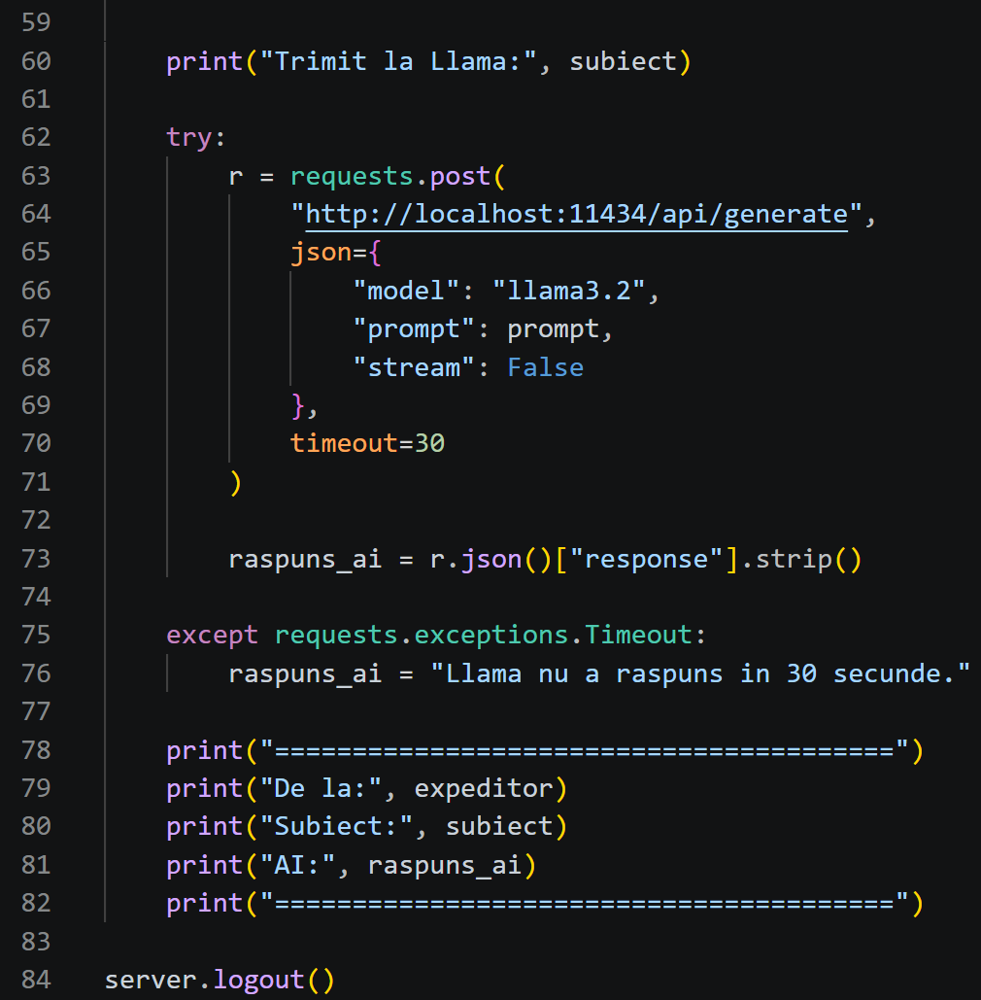 59
60 print("Trimit la Llama:", subiect)
61
62 try:
63 r = requests.post(
64 "http://localhost:11434/api/generate",
65 json={
66 "model": "llama3.2",
67 "prompt": prompt,
68 "stream": False
69 },
70 timeout=30
71 )
72
73 raspuns_ai = r.json()["response"].strip()
74
75 except requests.exceptions.Timeout:
76 raspuns_ai = "Llama nu a raspuns in 30 secunde."
77
78 print("========================================")
79 print("De la:", expeditor)
80 print("Subiect:", subiect)
81 print("AI:", raspuns_ai)
82 print("========================================")
83
84 server.logout()